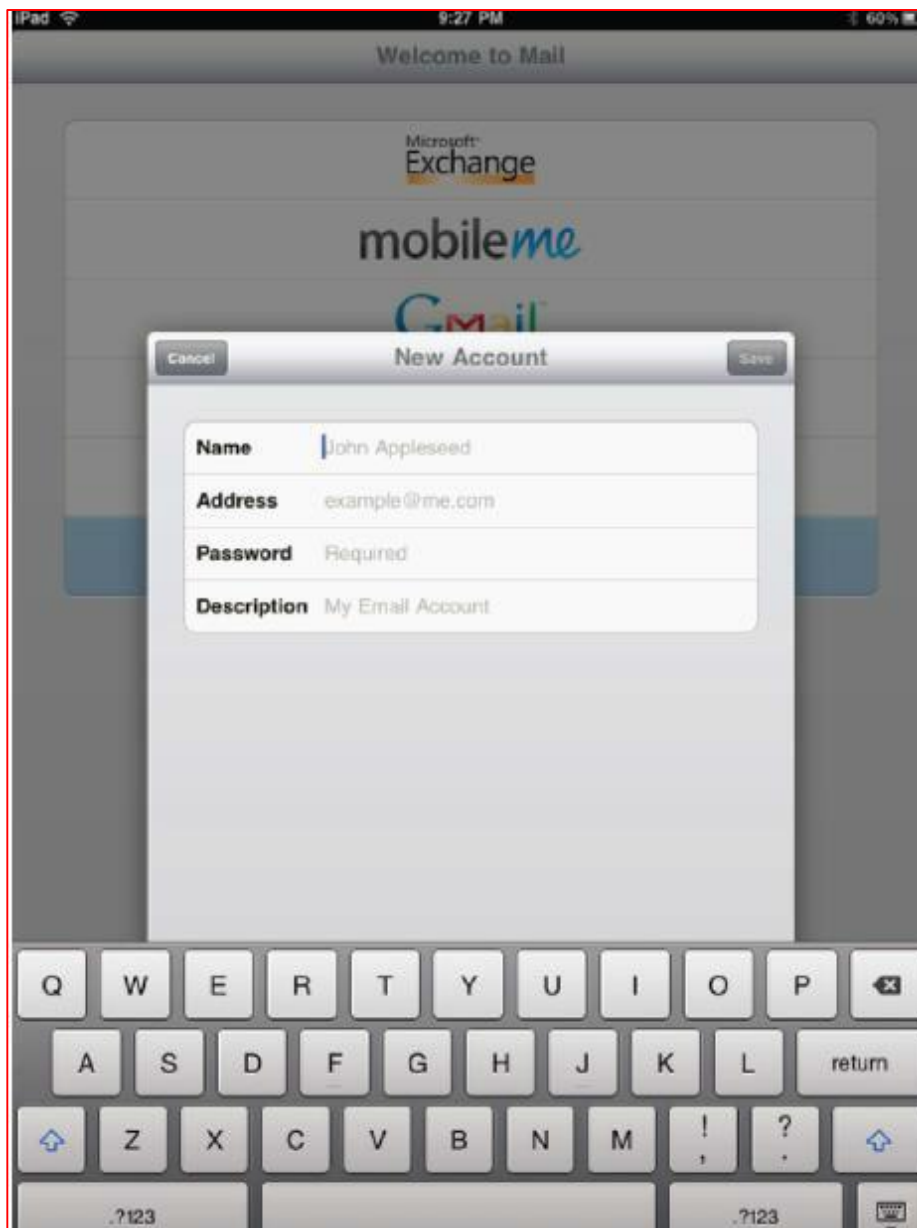 iPad 9:27 PM 60%
Welcome to Mail
Microsoft
Exchange
mobileme
Gmail
Cancel New Account Save
Name John Appleseed
Address example@me.com
Password Required
Description My Email Account
Q W E R T Y U I O P
A S D F G H J K L return
Z X C V B N M ! , ? .
.?123 .?123